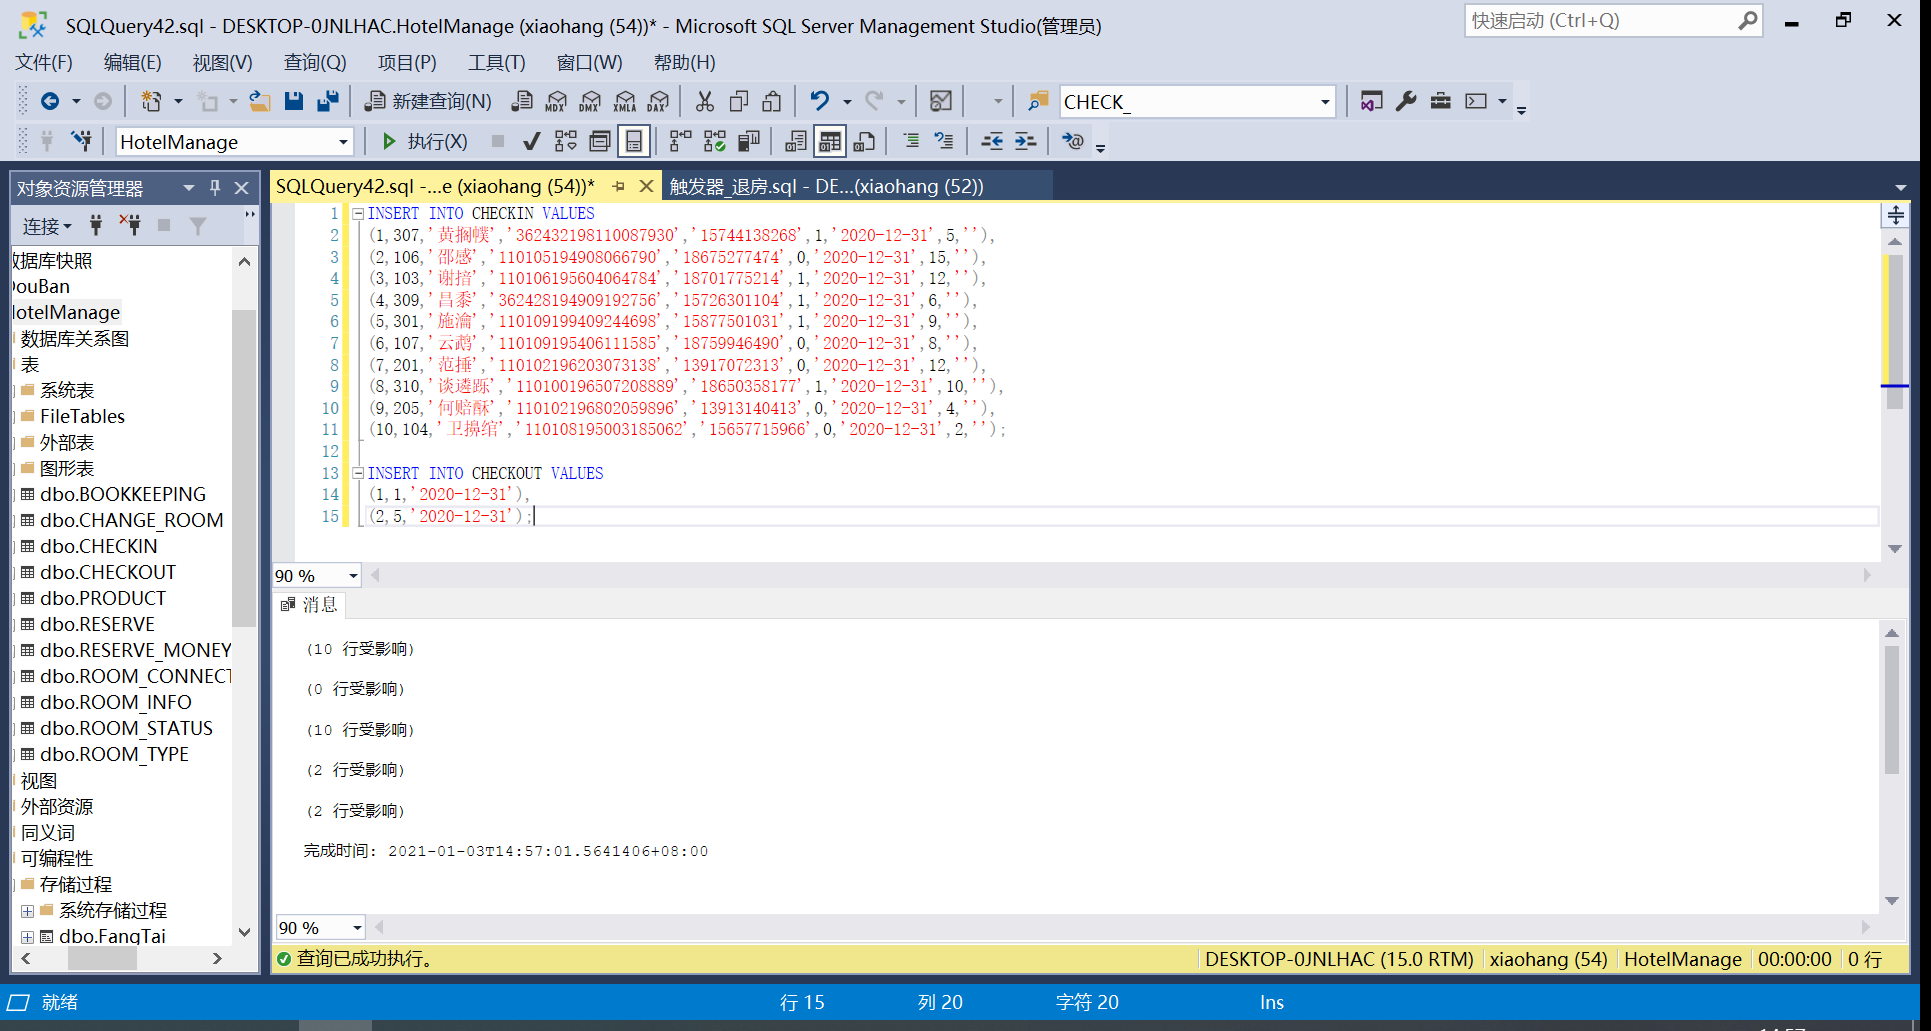 SQLQuery42.sql - DESKTOP-0JNLHAC.HotelManage (xiaohang (54))* - Microsoft SQL Server Management Studio(管理员)
快速启动 (Ctrl+Q)
文件(F) 编辑(E) 视图(V) 查询(Q) 项目(P) 工具(T) 窗口(W) 帮助(H)
新建查询(N) MDX DMX XMLA DAX CHECK_
HotelManage 执行(X)
对象资源管理器
连接
数据库快照
DouBan
HotelManage
数据库关系图
表
系统表
FileTables
外部表
图形表
dbo.BOOKKEEPING
dbo.CHANGE_ROOM
dbo.CHECKIN
dbo.CHECKOUT
dbo.PRODUCT
dbo.RESERVE
dbo.RESERVE_MONEY
dbo.ROOM_CONNECT
dbo.ROOM_INFO
dbo.ROOM_STATUS
dbo.ROOM_TYPE
视图
外部资源
同义词
可编程性
存储过程
系统存储过程
dbo.FangTai
SQLQuery42.sql -...e (xiaohang (54))*
触发器_退房.sql - DE...(xiaohang (52))
1 INSERT INTO CHECKIN VALUES
2 (1,307,'黄搁幞','362432198110087930','15744138268',1,'2020-12-31',5,''),
3 (2,106,'邵感','110105194908066790','18675277474',0,'2020-12-31',15,''),
4 (3,103,'谢掊','110106195604064784','18701775214',1,'2020-12-31',12,''),
5 (4,309,'昌黍','362428194909192756','15726301104',1,'2020-12-31',6,''),
6 (5,301,'施瀹','110109199409244698','15877501031',1,'2020-12-31',9,''),
7 (6,107,'云鹉','110109195406111585','18759946490',0,'2020-12-31',8,''),
8 (7,201,'范捶','110102196203073138','13917072313',0,'2020-12-31',12,''),
9 (8,310,'谈遴跞','110100196507208889','18650358177',1,'2020-12-31',10,''),
10 (9,205,'何赔酥','110102196802059896','13913140413',0,'2020-12-31',4,''),
11 (10,104,'卫擤绾','110108195003185062','15657715966',0,'2020-12-31',2,'');
12
13 INSERT INTO CHECKOUT VALUES
14 (1,1,'2020-12-31'),
15 (2,5,'2020-12-31');
90 %
消息
(10 行受影响)
(0 行受影响)
(10 行受影响)
(2 行受影响)
(2 行受影响)
完成时间: 2021-01-03T14:57:01.5641406+08:00
90 %
查询已成功执行。 DESKTOP-0JNLHAC (15.0 RTM) xiaohang (54) HotelManage 00:00:00 0 行
就绪 行 15 列 20 字符 20 Ins